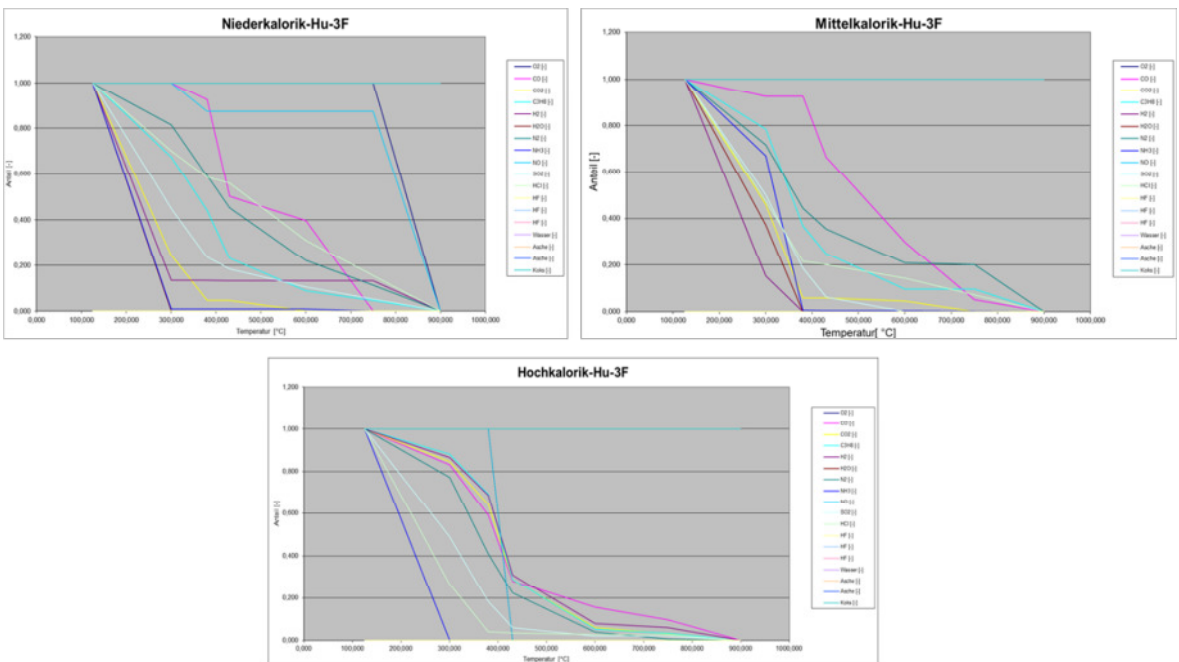 Niederkalorik-Hu-3F
1,200
1,000
0,800
0,600
0,400
0,200
0,000
Anteil [-]
0,000 100,000 200,000 300,000 400,000 500,000 600,000 700,000 800,000 900,000 1000,000
Temperatur [°C]
O2 [-]
CO [-]
CO2 [-]
C3H8 [-]
H2 [-]
H2O [-]
N2 [-]
NH3 [-]
NO [-]
SO2 [-]
HCl [-]
HF [-]
HF [-]
HF [-]
Wasser [-]
Asche [-]
Asche [-]
Koks [-]
Mittelkalorik-Hu-3F
1,200
1,000
0,800
0,600
0,400
0,200
0,000
Anteil [-]
0,000 100,000 200,000 300,000 400,000 500,000 600,000 700,000 800,000 900,000 1000,000
Temperatur[ °C]
O2 [-]
CO [-]
CO2 [-]
C3H8 [-]
H2 [-]
H2O [-]
N2 [-]
NH3 [-]
NO [-]
SO2 [-]
HCl [-]
HF [-]
HF [-]
HF [-]
Wasser [-]
Asche [-]
Asche [-]
Koks [-]
Hochkalorik-Hu-3F
1,200
1,000
0,800
0,600
0,400
0,200
0,000
Anteil [-]
0,000 100,000 200,000 300,000 400,000 500,000 600,000 700,000 800,000 900,000 1000,000
Temperatur [°C]
O2 [-]
CO [-]
CO2 [-]
C3H8 [-]
H2 [-]
H2O [-]
N2 [-]
NH3 [-]
NO [-]
SO2 [-]
HCl [-]
HF [-]
HF [-]
HF [-]
Wasser [-]
Asche [-]
Asche [-]
Koks [-]